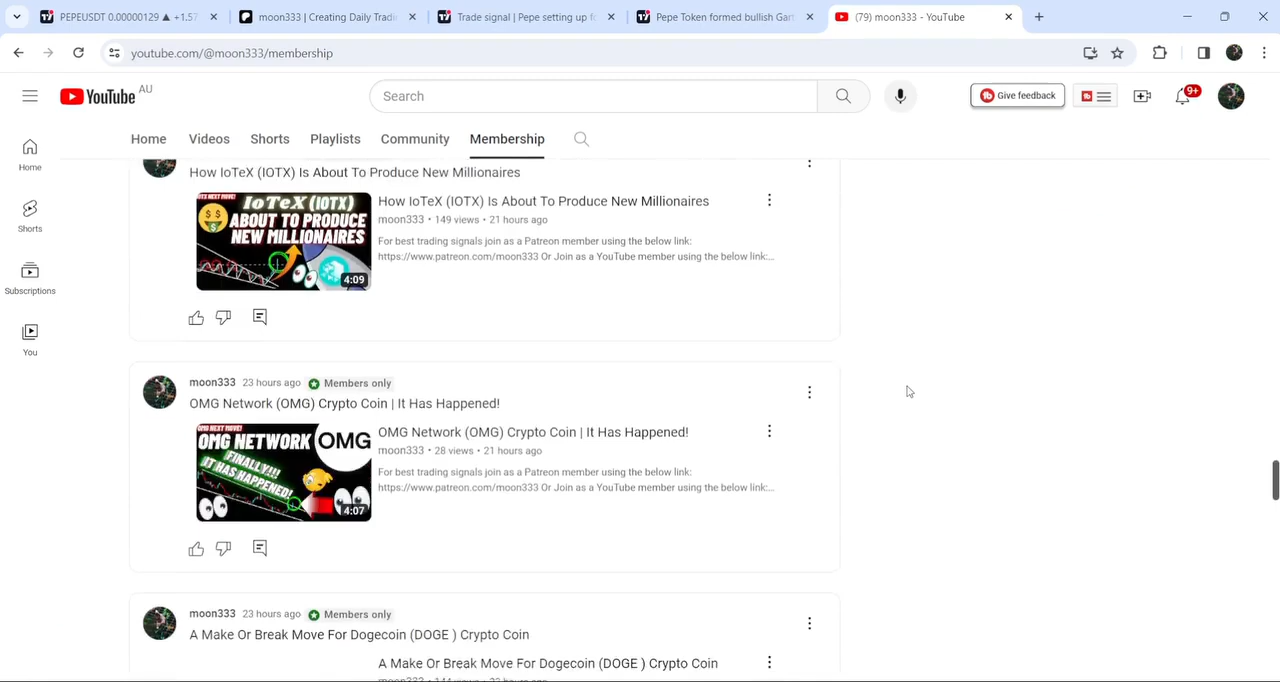 PEPEUSDT 0.00000129 ▲ +1.57
moon333 | Creating Daily Tradi
Trade signal | Pepe setting up fo
Pepe Token formed bullish Gar
(79) moon333 - YouTube
youtube.com/@moon333/membership
YouTube AU
Search
Give feedback
9+
Home Videos Shorts Playlists Community Membership
Home
Shorts
Subscriptions
You
How IoTeX (IOTX) Is About To Produce New Millionaires
IOTX NEXT MOVE!
IoTeX (IOTX)
ABOUT TO PRODUCE
NEW MILLIONAIRES
4:09
How IoTeX (IOTX) Is About To Produce New Millionaires
moon333 • 149 views • 21 hours ago
For best trading signals join as a Patreon member using the below link:
https://www.patreon.com/moon333 Or Join as a YouTube member using the below link:...
moon333 23 hours ago Members only
OMG Network (OMG) Crypto Coin | It Has Happened!
OMG NEXT MOVE!
OMG NETWORK OMG
FINALLY!!!
IT HAS HAPPENED!
4:07
OMG Network (OMG) Crypto Coin | It Has Happened!
moon333 • 28 views • 21 hours ago
For best trading signals join as a Patreon member using the below link:
https://www.patreon.com/moon333 Or Join as a YouTube member using the below link:...
moon333 23 hours ago Members only
A Make Or Break Move For Dogecoin (DOGE ) Crypto Coin
A Make Or Break Move For Dogecoin (DOGE ) Crypto Coin